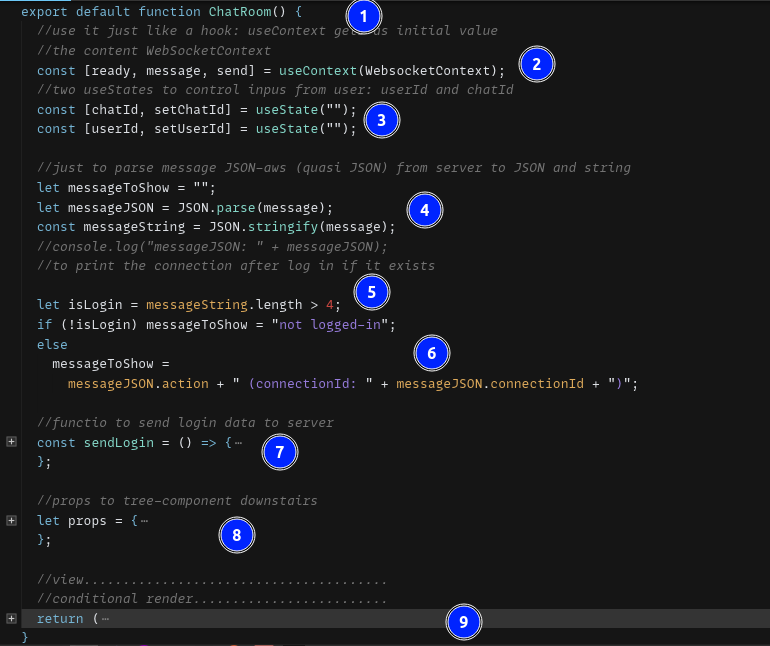 export default function ChatRoom() { 1
//use it just like a hook: useContext as initial value
//the content WebSocketContext
const [ready, message, send] = useContext(WebsocketContext); 2
//two useStates to control inpus from user: userId and chatId
const [chatId, setChatId] = useState("");
const [userId, setUserId] = useState(""); 3
//just to parse message JSON-aws (quasi JSON) from server to JSON and string
let messageToShow = "";
let messageJSON = JSON.parse(message); 4
const messageString = JSON.stringify(message);
//console.log("messageJSON: " + messageJSON);
//to print the connection after log in if it exists
5
let isLogin = messageString.length > 4;
if (!isLogin) messageToShow = "not logged-in";
else 6
messageToShow =
messageJSON.action + " (connectionId: " + messageJSON.connectionId + ")";
//functio to send login data to server
const sendLogin = () => {⋯ 7
};
//props to tree-component downstairs
let props = {⋯ 8
};
//view.......................................
//conditional render.........................
return (⋯ 9
}